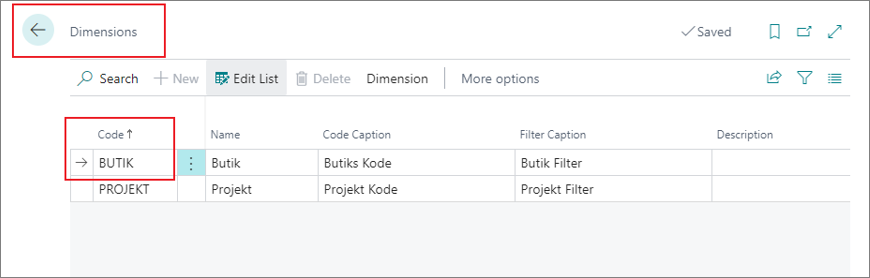 Dimensions
Saved
Search New Edit List Delete Dimension More options
Code↑ Name Code Caption Filter Caption Description
BUTIK Butik Butiks Kode Butik Filter
PROJEKT Projekt Projekt Kode Projekt Filter